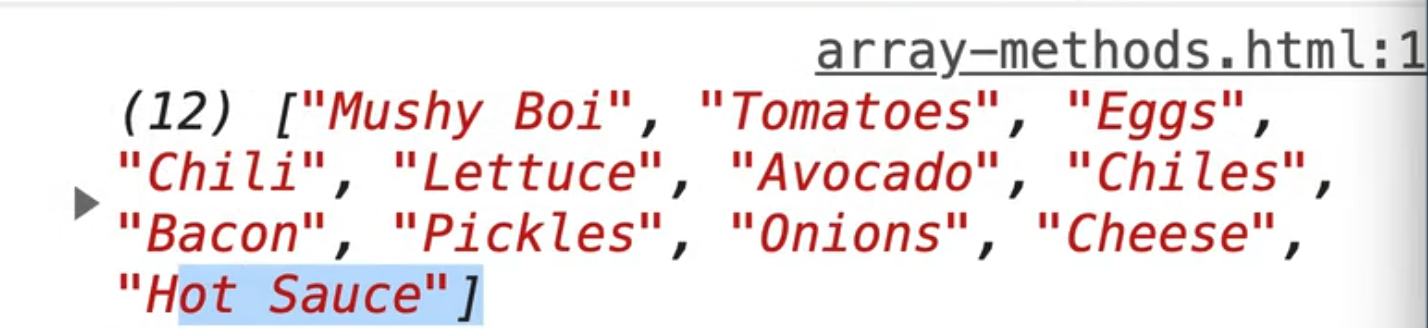 array-methods.html:1
(12) ["Mushy Boi", "Tomatoes", "Eggs",
"Chili", "Lettuce", "Avocado", "Chiles",
"Bacon", "Pickles", "Onions", "Cheese",
"Hot Sauce"]